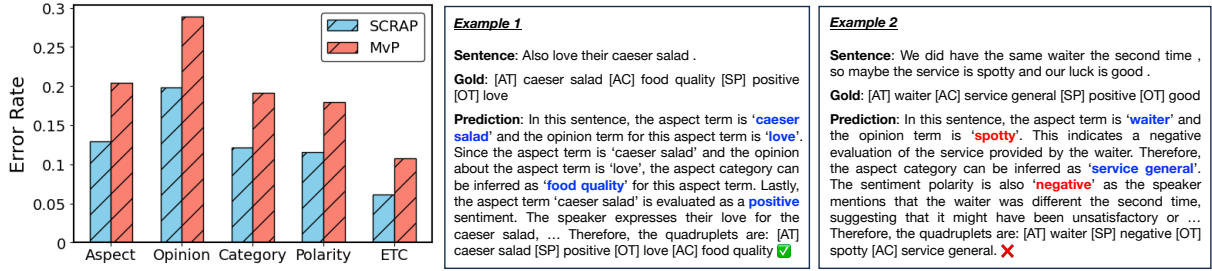 0.3
0.25
0.2
0.15
0.1
0.05
0
Error Rate
SCRAP
MvP
Aspect Opinion Category Polarity ETC
Example 1
Sentence: Also love their caeser salad .
Gold: [AT] caeser salad [AC] food quality [SP] positive
[OT] love
Prediction: In this sentence, the aspect term is ‘caeser
salad’ and the opinion term for this aspect term is ‘love’.
Since the aspect term is ‘caeser salad’ and the opinion
about the aspect term is ‘love’, the aspect category can
be inferred as ‘food quality’ for this aspect term. Lastly,
the aspect term ‘caeser salad’ is evaluated as a positive
sentiment. The speaker expresses their love for the
caeser salad, … Therefore, the quadruplets are: [AT]
caeser salad [SP] positive [OT] love [AC] food quality ✅
Example 2
Sentence: We did have the same waiter the second time ,
so maybe the service is spotty and our luck is good .
Gold: [AT] waiter [AC] service general [SP] positive [OT] good
Prediction: In this sentence, the aspect term is ‘waiter’ and
the opinion term is ‘spotty’. This indicates a negative
evaluation of the service provided by the waiter. Therefore,
the aspect category can be inferred as ‘service general’.
The sentiment polarity is also ‘negative’ as the speaker
mentions that the waiter was different the second time,
suggesting that it might have been unsatisfactory or …
Therefore, the quadruplets are: [AT] waiter [SP] negative [OT]
spotty [AC] service general. ❌